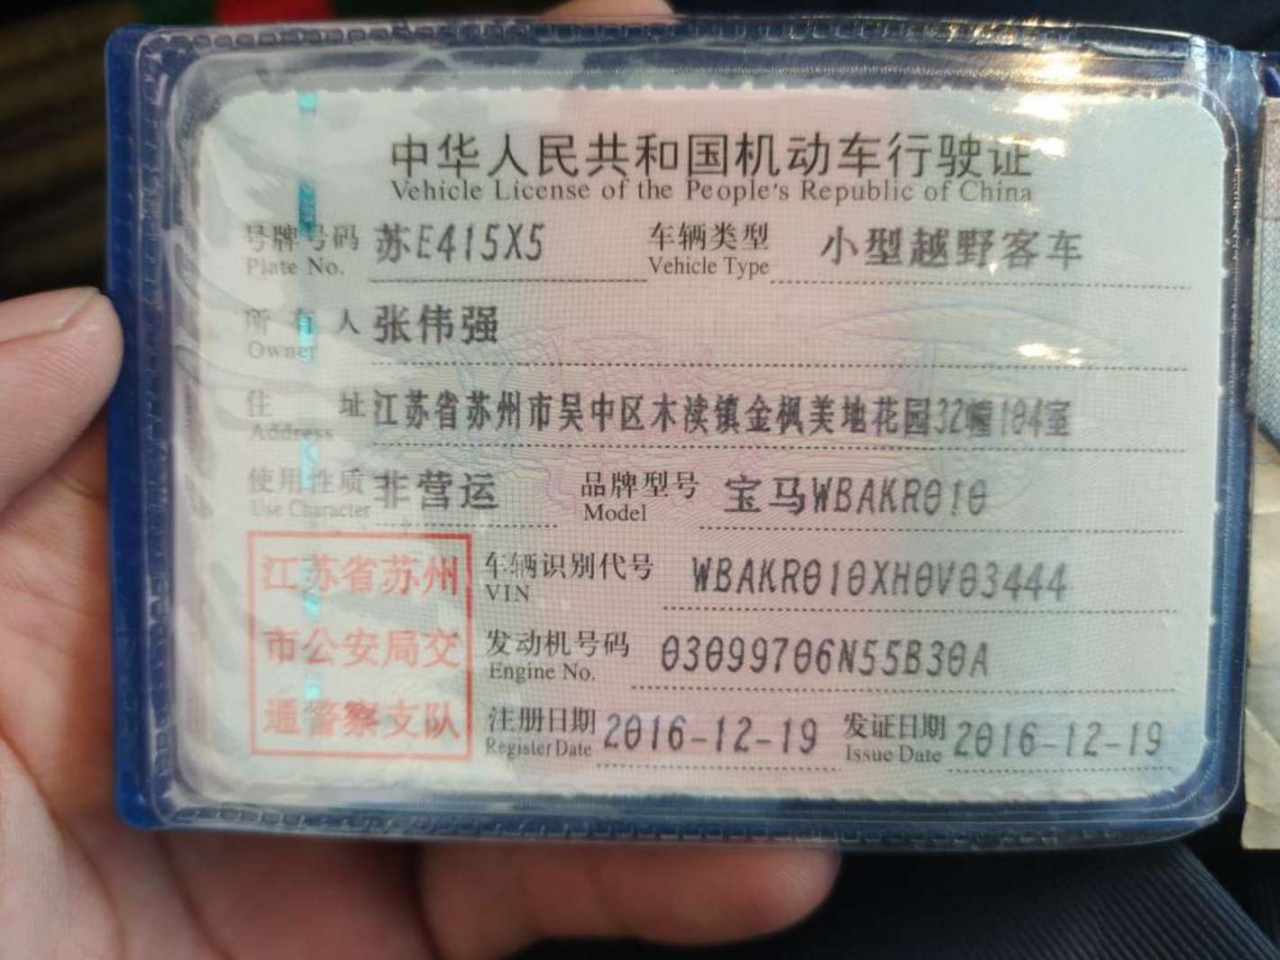 中华人民共和国机动车行驶证
Vehicle License of the People's Republic of China
号牌号码 苏E415X5 车辆类型 小型越野客车
Plate No. Vehicle Type
所有人 张伟强
Owner
住址 江苏省苏州市吴中区木渎镇金枫美地花园32幢104室
Address
使用性质 非营运 品牌型号 宝马WBAKR010
Use Character Model
江苏省苏州
市公安局交
通警察支队
车辆识别代号 WBAKR010XH0V03444
VIN
发动机号码 03099706N55B30A
Engine No.
注册日期 2016-12-19 发证日期 2016-12-19
Register Date Issue Date